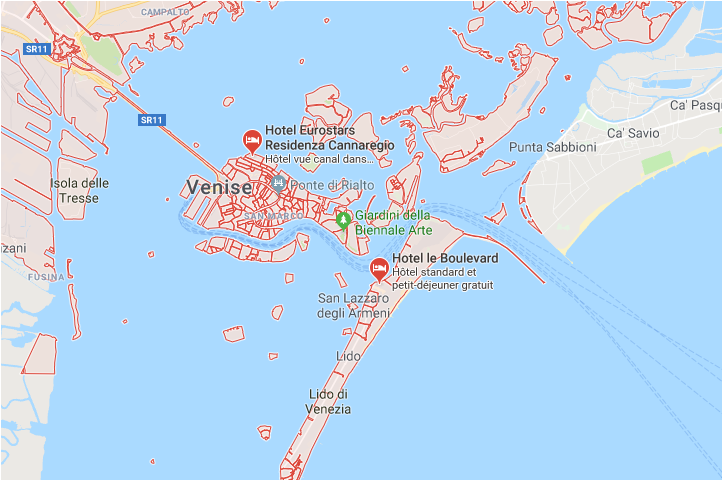 CAMPALTO
SR11
SR11
Ca' Pasqu
Ca' Savio
Punta Sabbioni
Hotel Eurostars
Residenza Cannaregio
Hôtel vue canal dans...
Isola delle
Tresse
Venise
Ponte di Rialto
SAN MARCO
Giardini della
Biennale Arte
zani
FUSINA
Hotel le Boulevard
Hôtel standard et
petit-déjeuner gratuit
San Lazzaro
degli Armeni
Lido
Lido di
Venezia